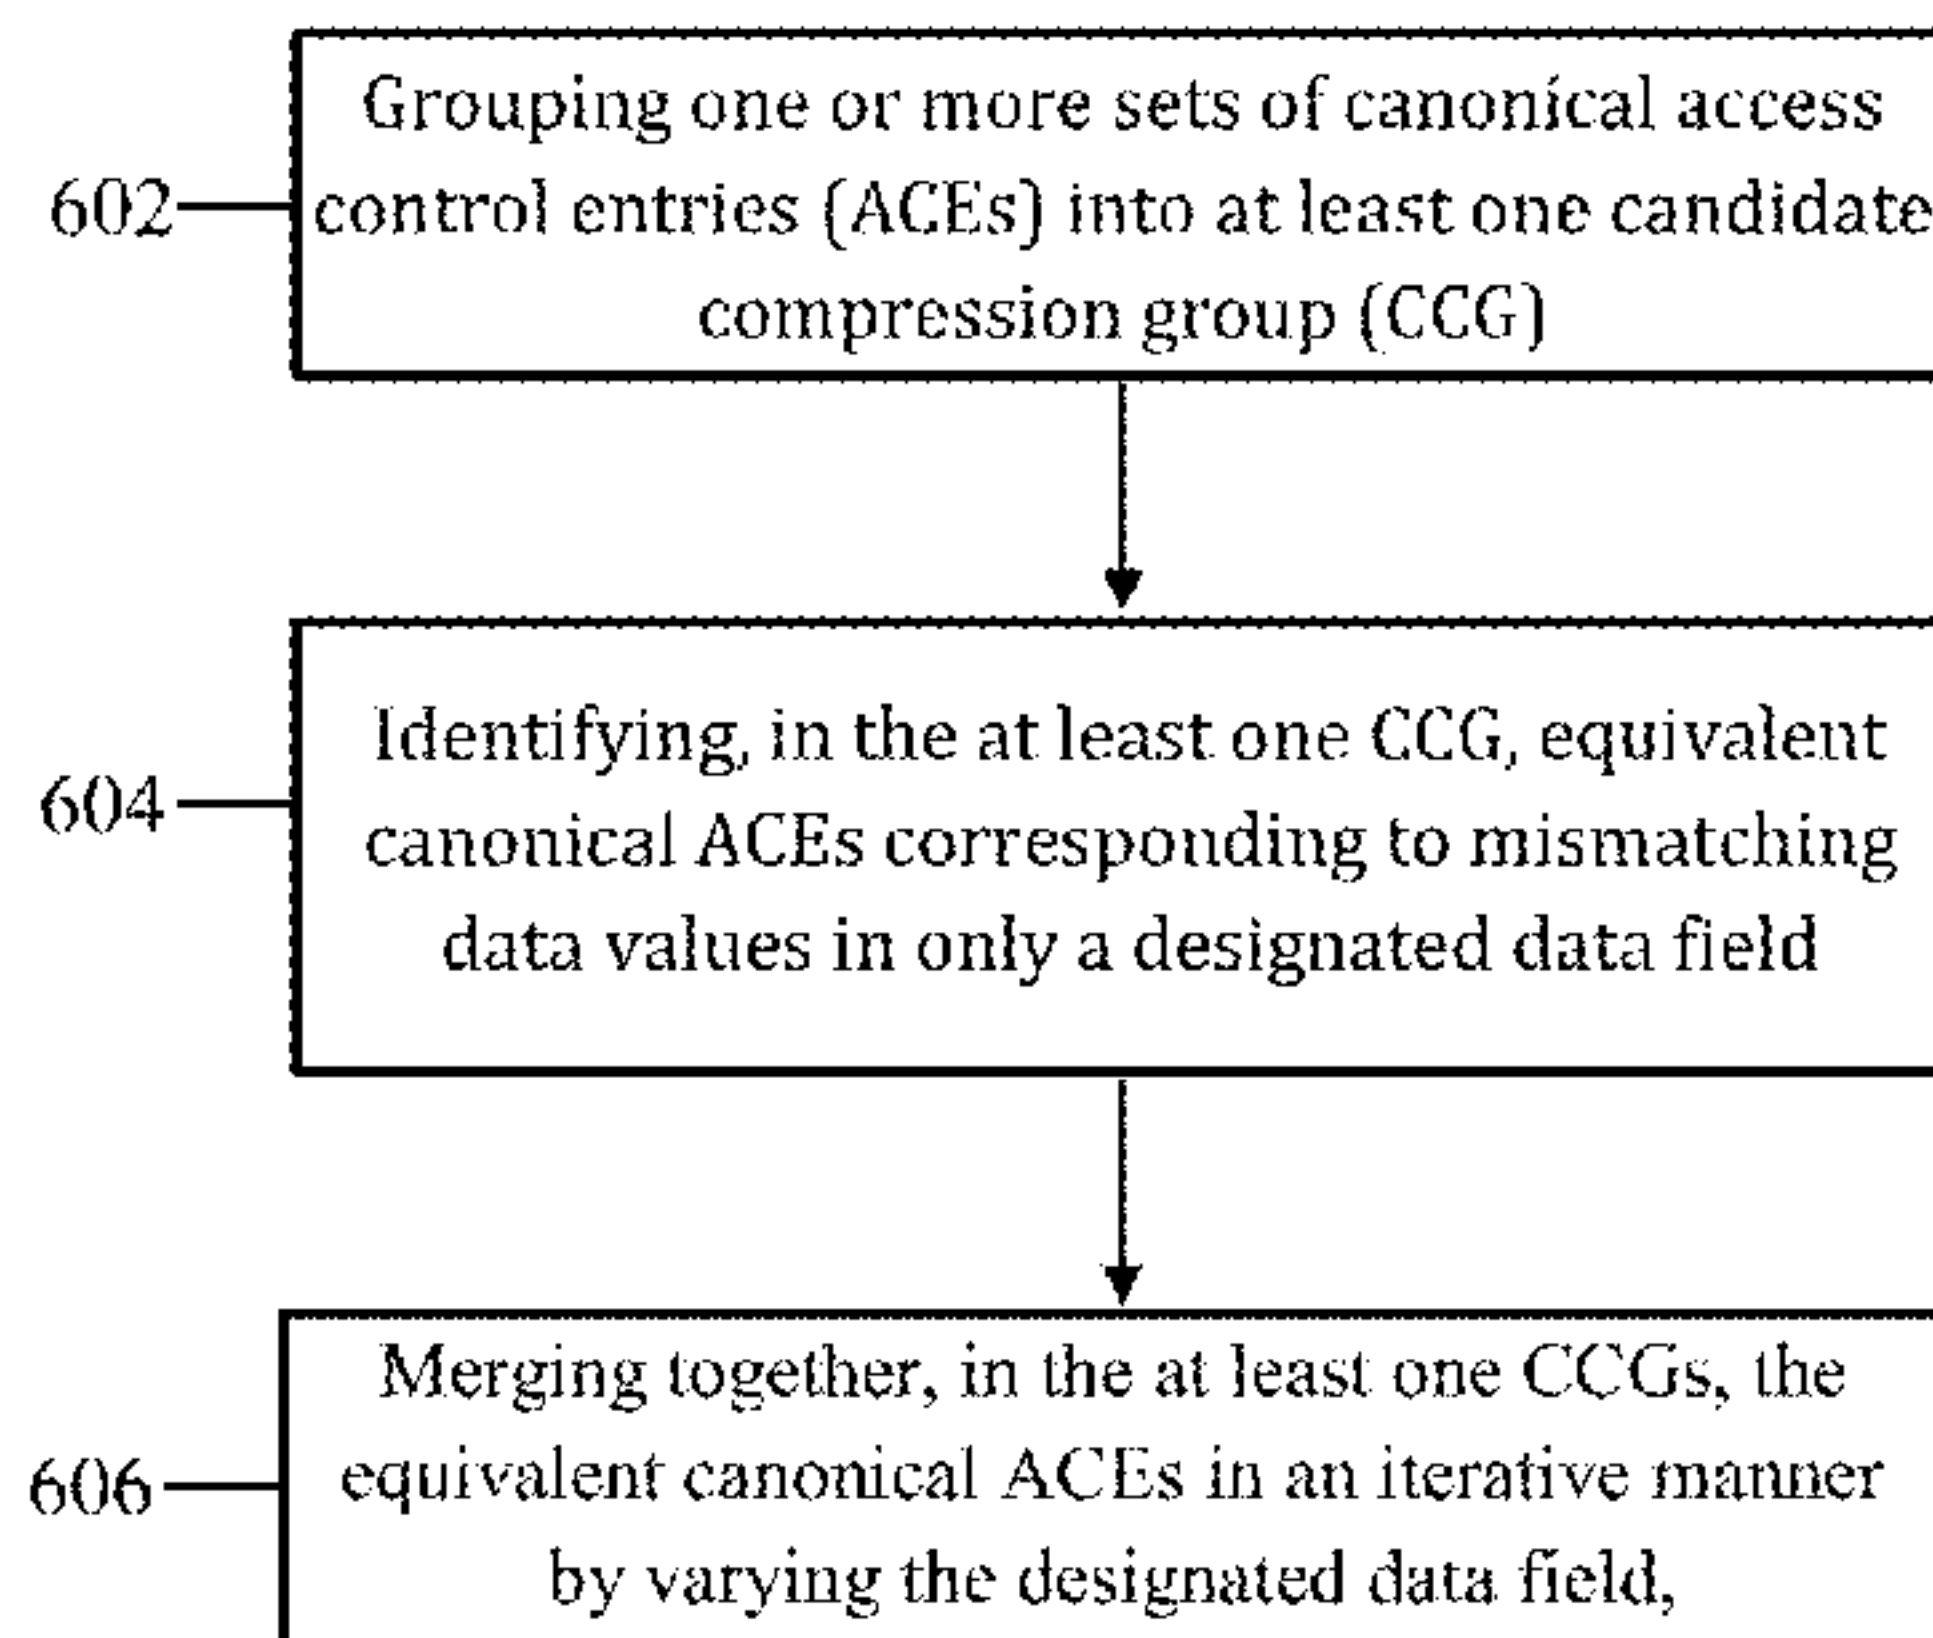 Grouping one or more sets of canonical access
602
control entries (ACEs) into at least one candidate
compression group (CCG)
Identifying, in the at least one CCG, equivalent
604
canonical ACEs corresponding to mismatching
data values in only a designated data field
Merging together, in the at least one CCGs, the
606
equivalent canonical ACEs in an iterative manner
by varying the designated data field,